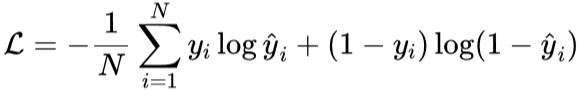 $\mathcal{L} = -\frac{1}{N} \sum_{i=1}^{N} y_i \log \hat{y}_i + (1 - y_i) \log(1 - \hat{y}_i)$